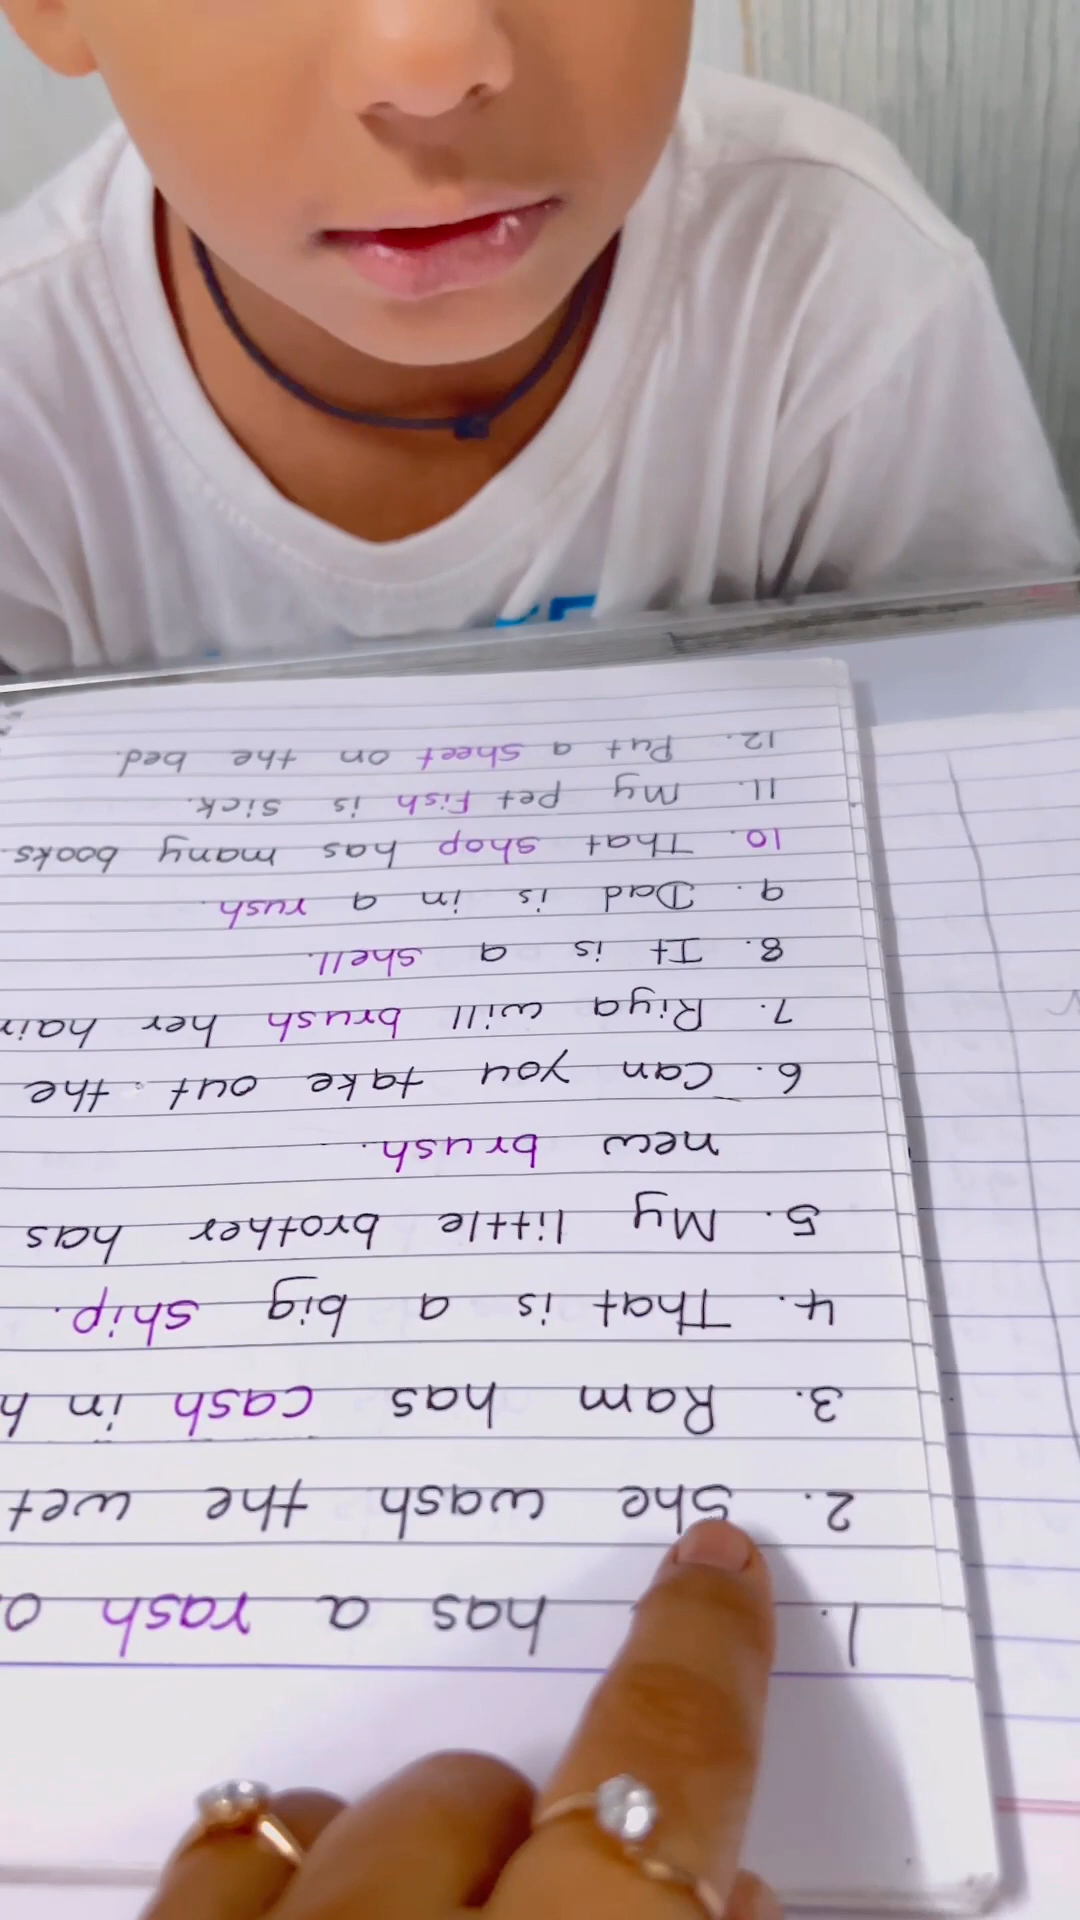 1. has a rash
2. She wash the wet
3. Ram has cash in
4. That is a big ship.
5. My little brother has
new brush.
6. Can you take out the
7. Riya will brush her hair
8. It is a shell.
9. Dad is in a rush.
10. That shop has many books.
11. My pet fish is sick.
12. Put a sheet on the bed.